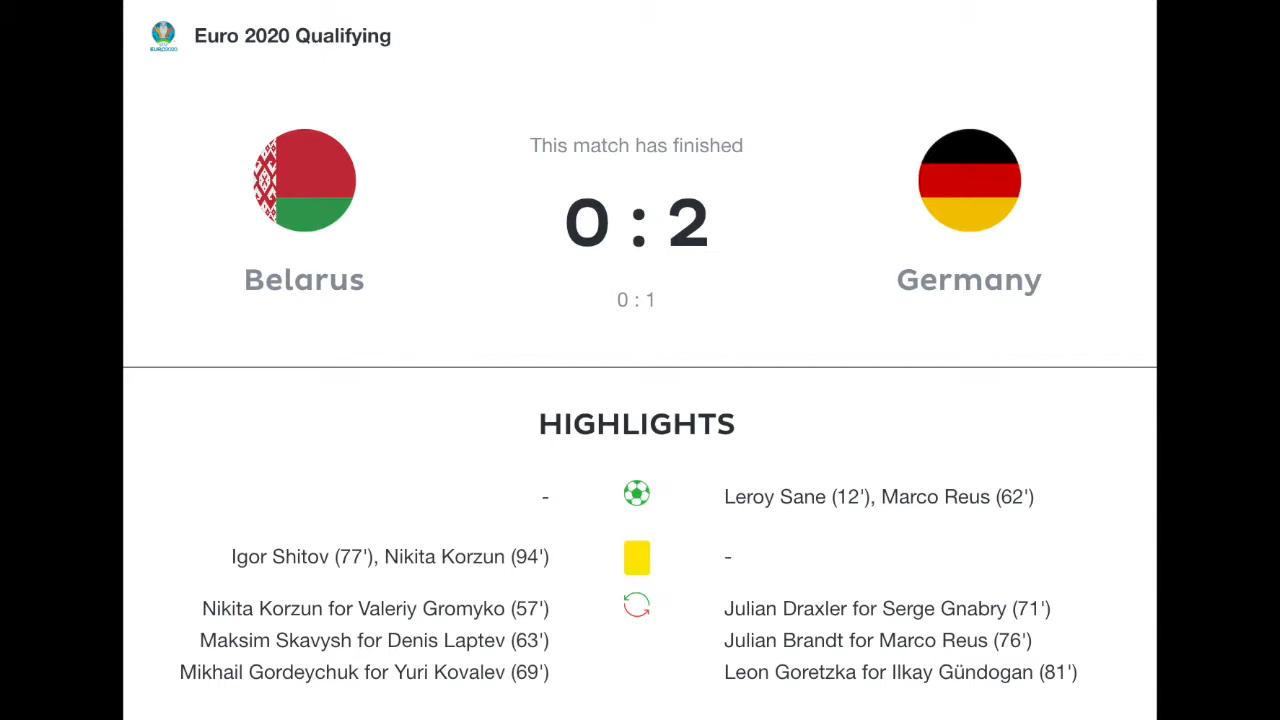 EURO2020
Euro 2020 Qualifying
This match has finished
0 : 2
Belarus
Germany
0 : 1
HIGHLIGHTS
- Leroy Sane (12'), Marco Reus (62')
Igor Shitov (77'), Nikita Korzun (94') -
Nikita Korzun for Valeriy Gromyko (57') Julian Draxler for Serge Gnabry (71')
Maksim Skavysh for Denis Laptev (63') Julian Brandt for Marco Reus (76')
Mikhail Gordeychuk for Yuri Kovalev (69') Leon Goretzka for Ilkay Gündogan (81')